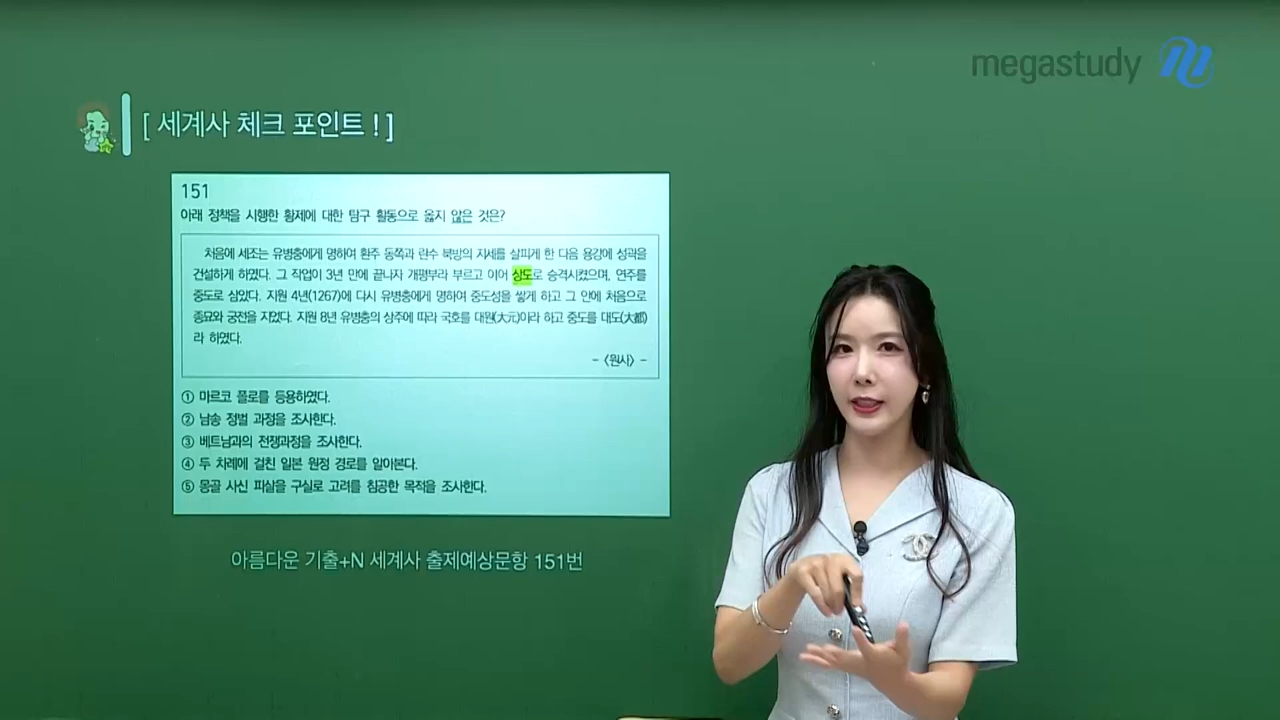 megastudy
[ 세계사 체크 포인트 ! ]
151
아래 정책을 시행한 황제에 대한 탐구 활동으로 옳지 않은 것은?
처음에 세조는 유병충에게 명하여 환주 동쪽과 란수 북방의 지세를 살피게 한 다음 용강에 성곽을
건설하게 하였다. 그 작업이 3년 만에 끝나자 개평부라 부르고 이어 상도로 승격시켰으며, 연주를
중도로 삼았다. 지원 4년(1267)에 다시 유병충에게 명하여 중도성을 쌓게 하고 그 안에 처음으로
종묘와 궁전을 지었다. 지원 8년 유병충의 상주에 따라 국호를 대원(大元)이라 하고 중도를 대도(大都)
라 하였다.
- 〈원사〉 -
① 마르코 폴로를 등용하였다.
② 남송 정벌 과정을 조사한다.
③ 베트남과의 전쟁과정을 조사한다.
④ 두 차례에 걸친 일본 원정 경로를 알아본다.
⑤ 몽골 사신 피살을 구실로 고려를 침공한 목적을 조사한다.
아름다운 기출+N 세계사 출제예상문항 151번